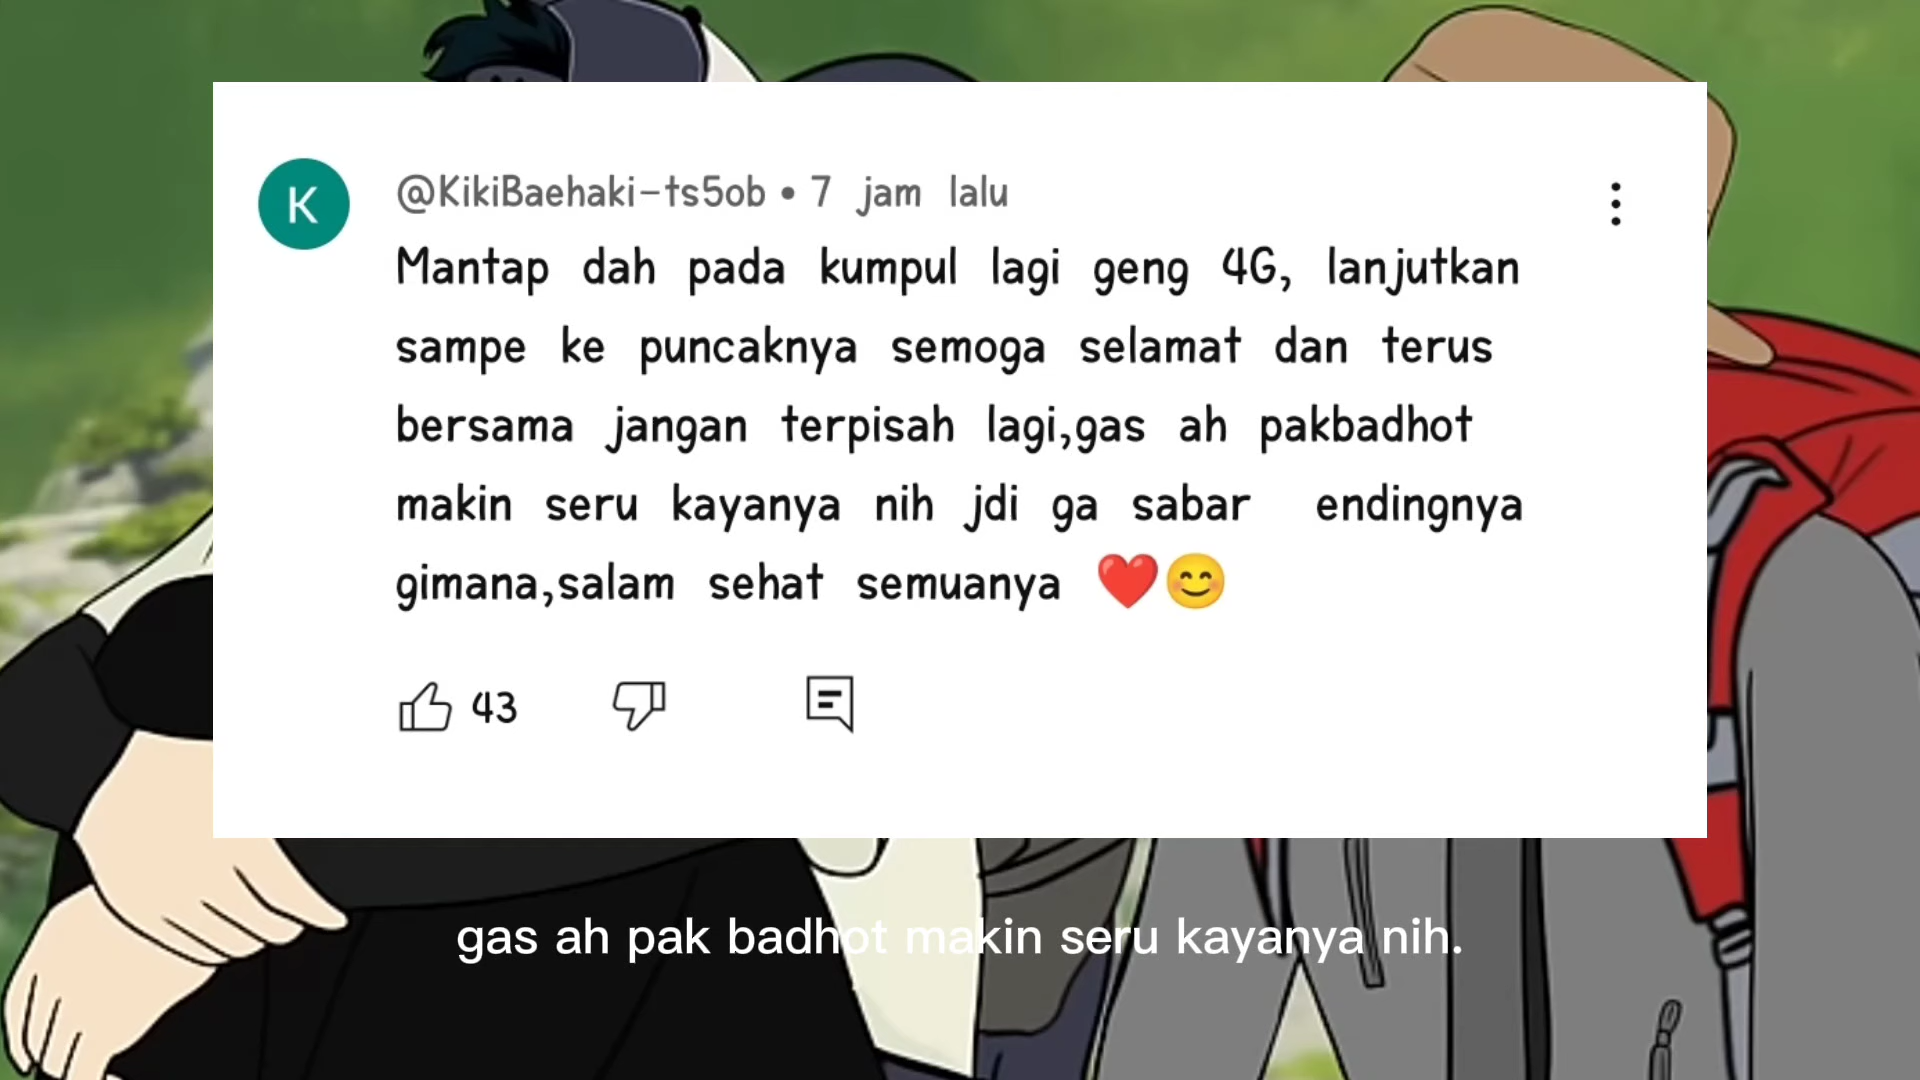 K
@KikiBaehaki-ts5ob • 7 jam lalu
Mantap dah pada kumpul lagi geng 4G, lanjutkan
sampe ke puncaknya semoga selamat dan terus
bersama jangan terpisah lagi,gas ah pakbadhot
makin seru kayanya nih jdi ga sabar endingnya
gimana,salam sehat semuanya ❤️😊
43
gas ah pak badhot makin seru kayanya nih.